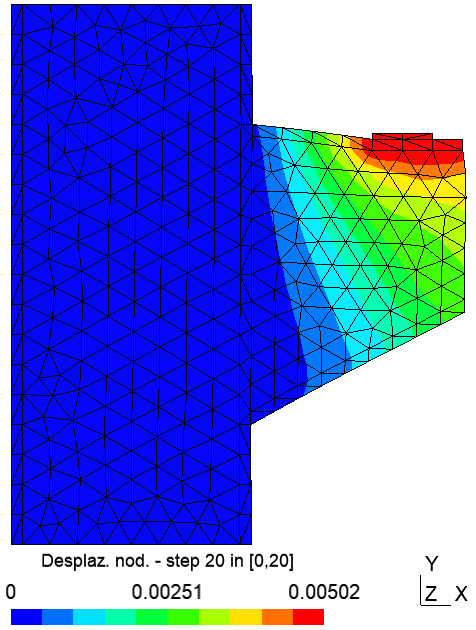 Desplaz. nod. - step 20 in [0,20]
0 0.00251 0.00502
Y
Z X